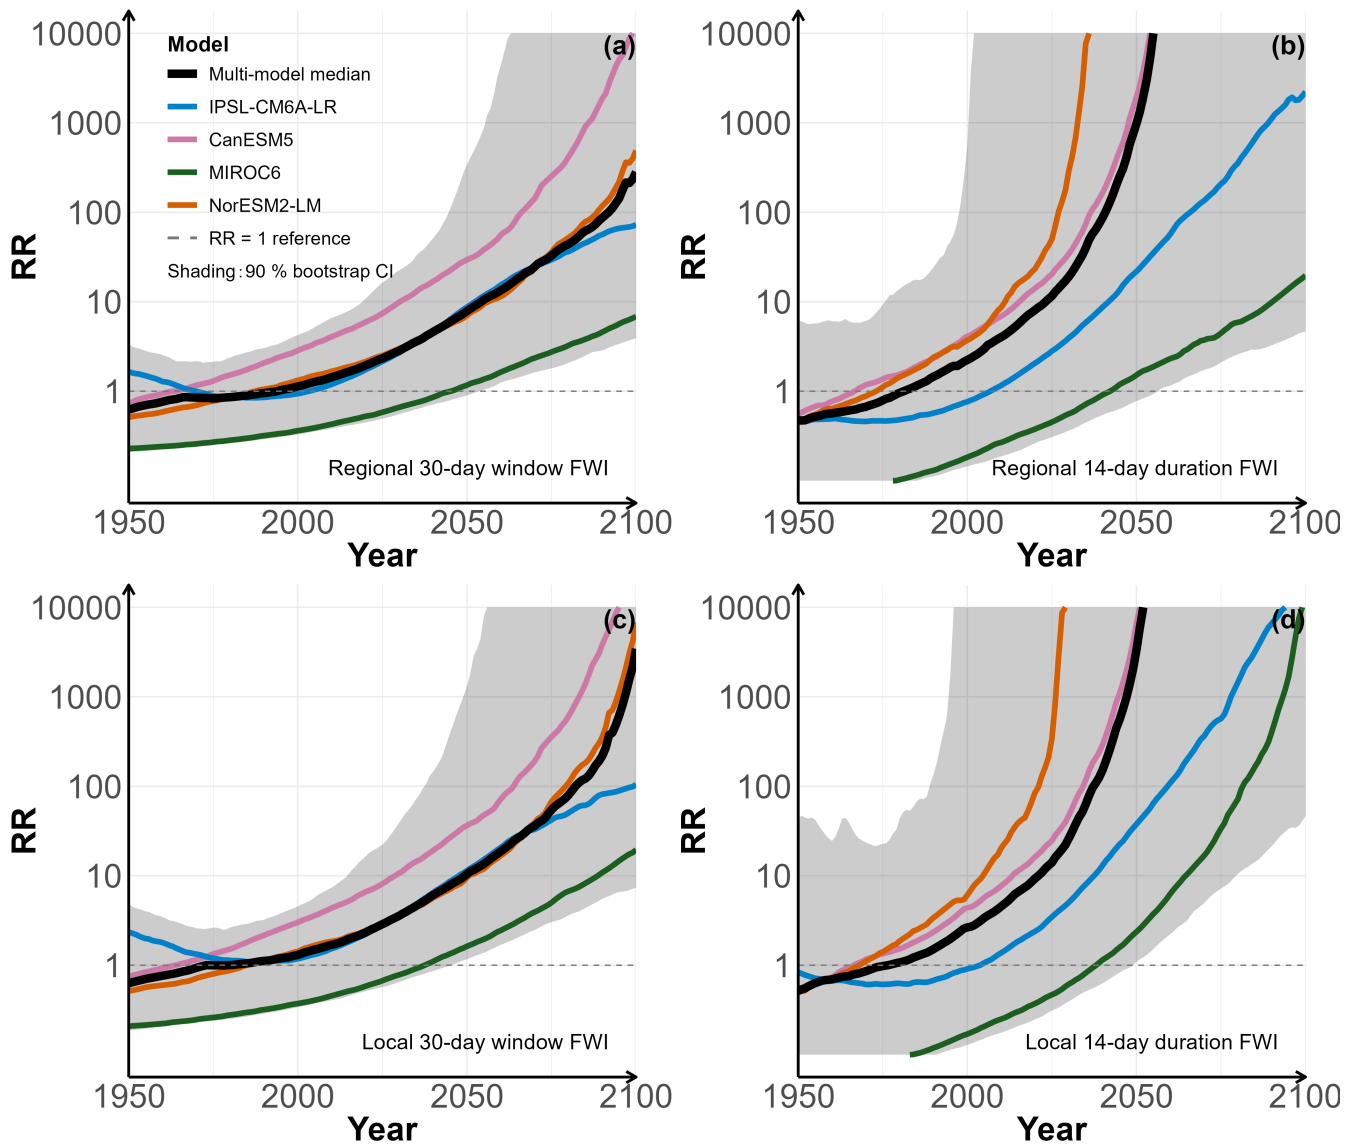 (a)
Model
Multi-model median
IPSL-CM6A-LR
CanESM5
MIROC6
NorESM2-LM
RR = 1 reference
Shading: 90 % bootstrap CI
10000
1000
100
10
1
RR
Regional 30-day window FWI
1950 2000 2050 2100
Year
(b)
10000
1000
100
10
1
RR
Regional 14-day duration FWI
1950 2000 2050 2100
Year
(c)
10000
1000
100
10
1
RR
Local 30-day window FWI
1950 2000 2050 2100
Year
(d)
10000
1000
100
10
1
RR
Local 14-day duration FWI
1950 2000 2050 2100
Year